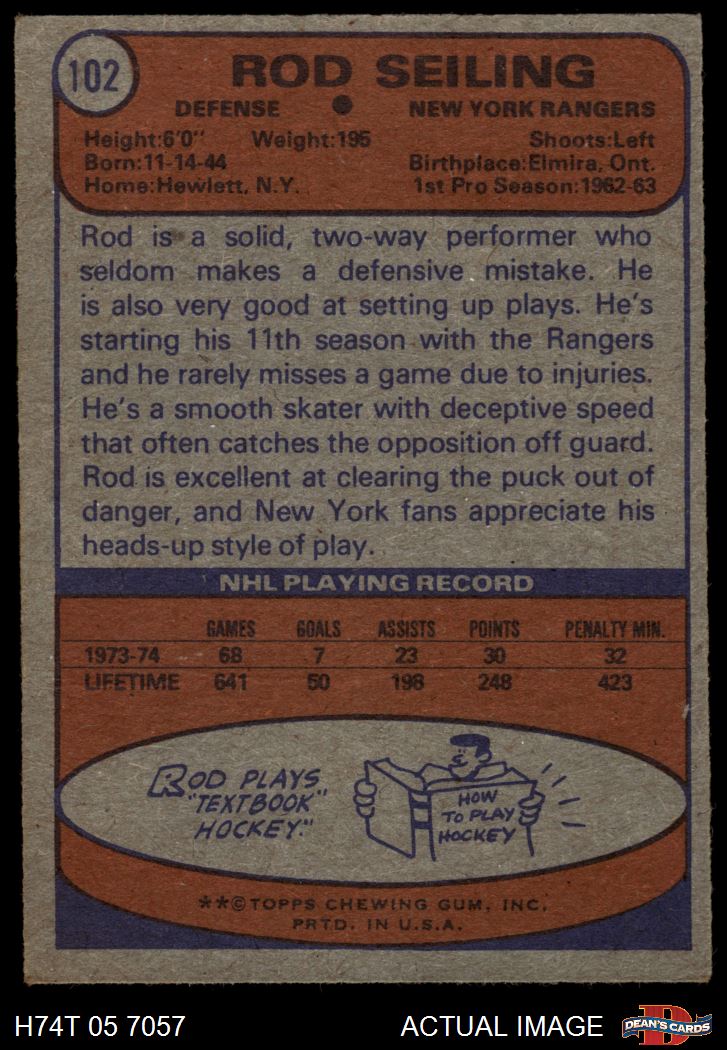 102
ROD SEILING
DEFENSE ● NEW YORK RANGERS
Height:6'0" Weight:195 Shoots:Left
Born:11-14-44 Birthplace:Elmira, Ont.
Home:Hewlett, N.Y. 1st Pro Season:1962-63
Rod is a solid, two-way performer who
seldom makes a defensive mistake. He
is also very good at setting up plays. He's
starting his 11th season with the Rangers
and he rarely misses a game due to injuries.
He's a smooth skater with deceptive speed
that often catches the opposition off guard.
Rod is excellent at clearing the puck out of
danger, and New York fans appreciate his
heads-up style of play.
NHL PLAYING RECORD
GAMES GOALS ASSISTS POINTS PENALTY MIN.
1973-74 68 7 23 30 32
LIFETIME 641 50 198 248 423
ROD PLAYS
"TEXTBOOK"
HOCKEY."
HOW
TO PLAY
HOCKEY
**©TOPPS CHEWING GUM, INC.
PRTD. IN U.S.A.
H74T 05 7057 ACTUAL IMAGE
D
DEAN'S CARDS